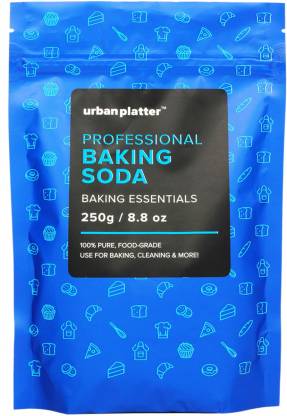 urbanplatter™
PROFESSIONAL
BAKING
SODA
BAKING ESSENTIALS
250g / 8.8 oz
100% PURE, FOOD-GRADE
USE FOR BAKING, CLEANING & MORE!